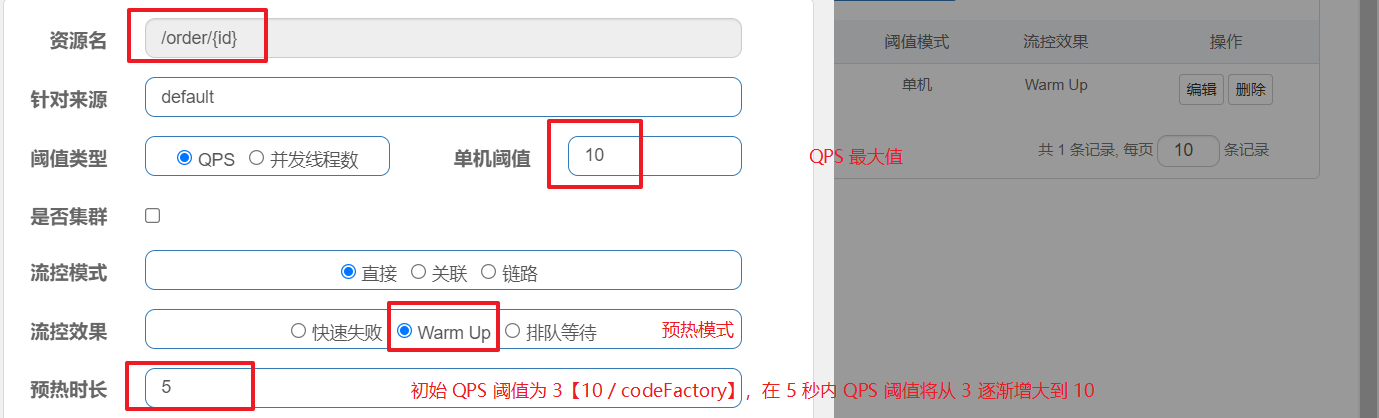 资源名 /order/{id}
阈值模式 流控效果 操作
单机 Warm Up 编辑 删除
针对来源 default
阈值类型 QPS 并发线程数 单机阈值 10 QPS 最大值
共 1 条记录, 每页 10 条记录
是否集群
流控模式 直接 关联 链路
流控效果 快速失败 Warm Up 排队等待 预热模式
预热时长 5 初始 QPS 阈值为 3【10 / codeFactory】，在 5 秒内 QPS 阈值将从 3 逐渐增大到 10